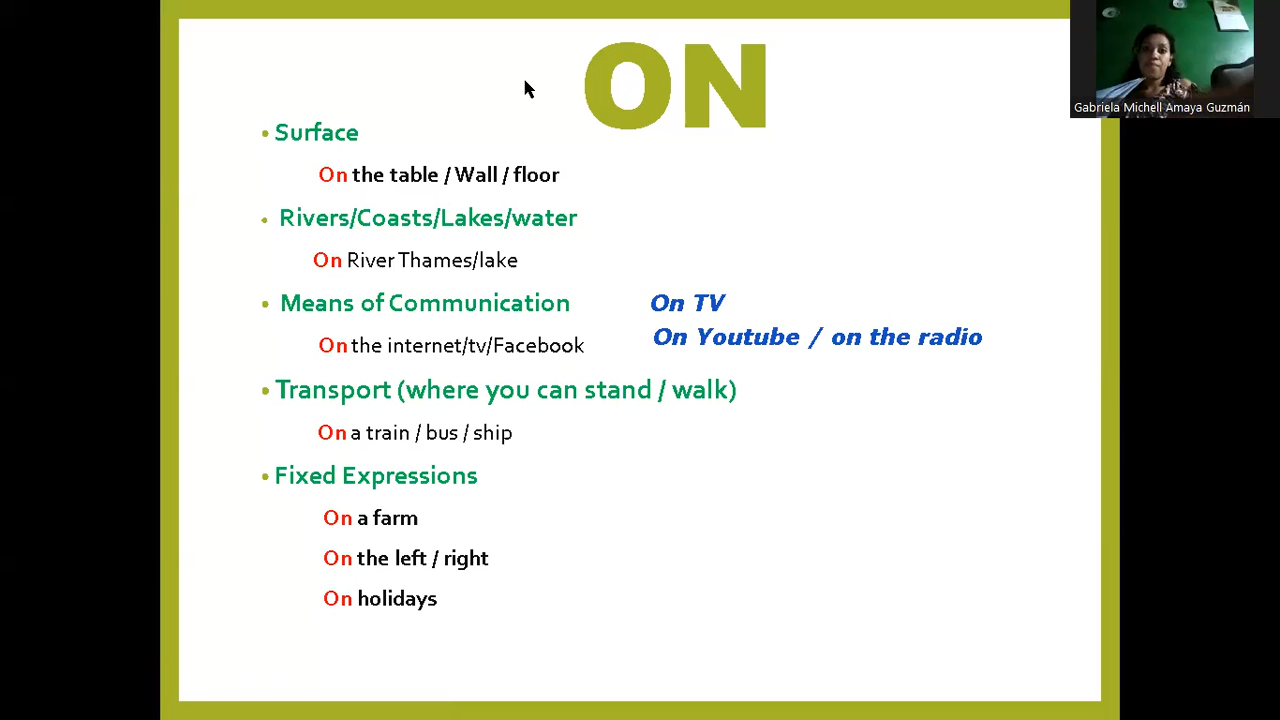 ON
Gabriela Michell Amaya Guzmán
• Surface
On the table / Wall / floor
• Rivers/Coasts/Lakes/water
On River Thames/lake
• Means of Communication
On TV
On Youtube / on the radio
On the internet/tv/Facebook
• Transport (where you can stand / walk)
On a train / bus / ship
• Fixed Expressions
On a farm
On the left / right
On holidays